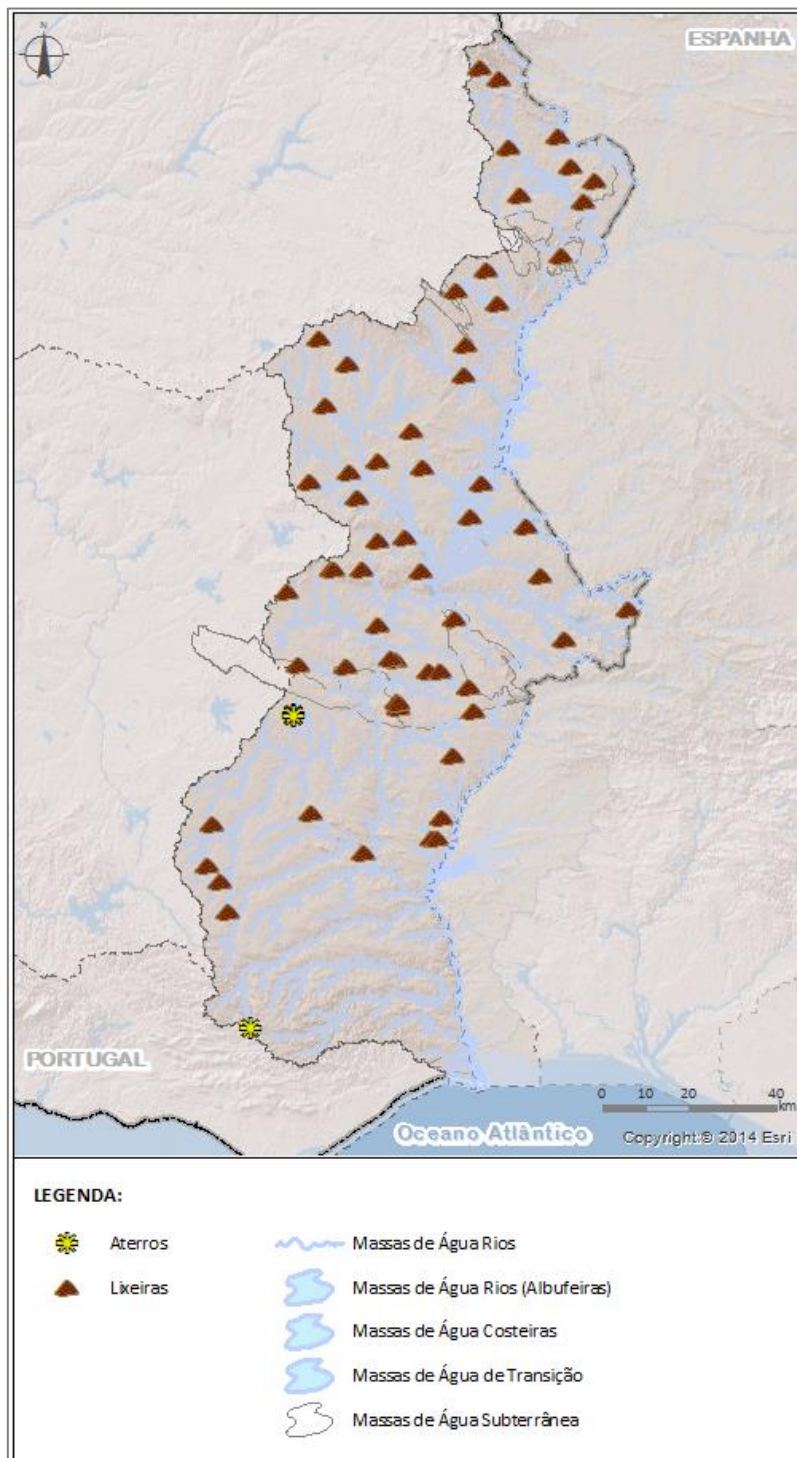 N
ESPANHA
PORTUGAL
0 10 20 40
km
Oceano Atlântico
Copyright:© 2014 Esri
LEGENDA:
Aterros
Massas de Água Rios
Lixeiras
Massas de Água Rios (Albufeiras)
Massas de Água Costeiras
Massas de Água de Transição
Massas de Água Subterrânea